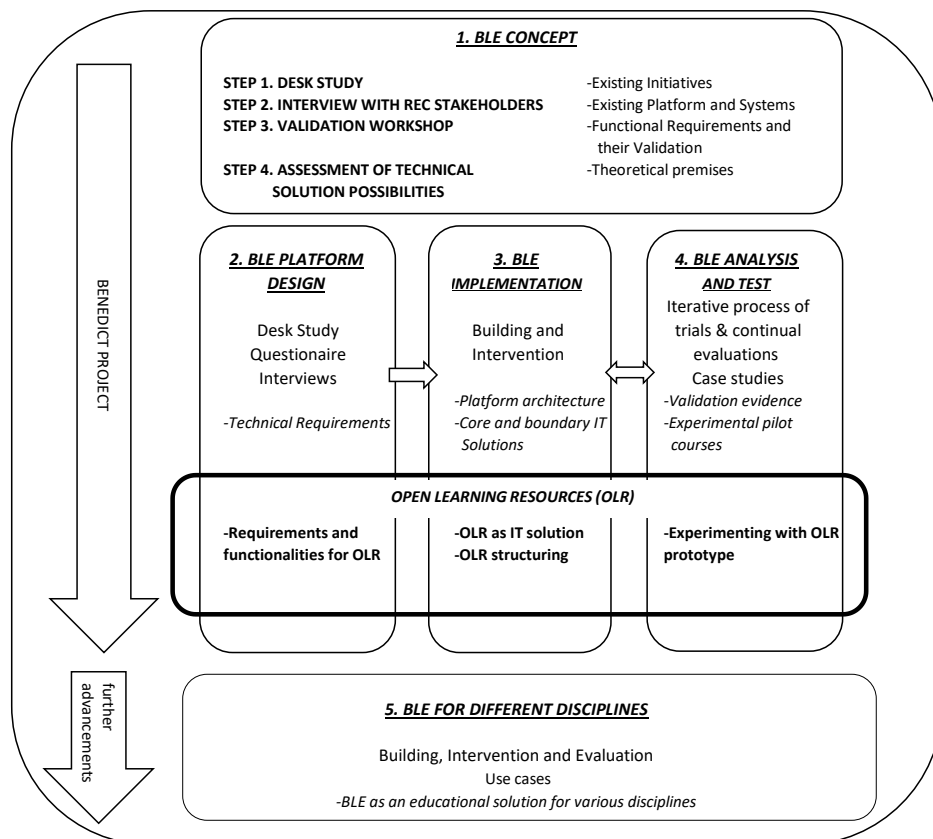 1. BLE CONCEPT
STEP 1. DESK STUDY
STEP 2. INTERVIEW WITH REC STAKEHOLDERS
STEP 3. VALIDATION WORKSHOP
STEP 4. ASSESSMENT OF TECHNICAL
SOLUTION POSSIBILITIES
-Existing Initiatives
-Existing Platform and Systems
-Functional Requirements and
their Validation
-Theoretical premises
BENEDICT PROJECT
2. BLE PLATFORM
DESIGN
Desk Study
Questionaire
Interviews
-Technical Requirements
3. BLE
IMPLEMENTATION
Building and
Intervention
-Platform architecture
-Core and boundary IT
Solutions
4. BLE ANALYSIS
AND TEST
Iterative process of
trials & continual
evaluations
Case studies
-Validation evidence
-Experimental pilot
courses
OPEN LEARNING RESOURCES (OLR)
-Requirements and
functionalities for OLR
-OLR as IT solution
-OLR structuring
-Experimenting with OLR
prototype
further
advancements
5. BLE FOR DIFFERENT DISCIPLINES
Building, Intervention and Evaluation
Use cases
-BLE as an educational solution for various disciplines